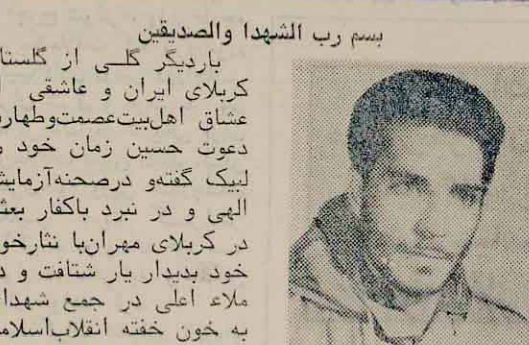 بسم رب الشهدا والصدیقین
باردیگر گلی از گلستا
کربلای ایران و عاشقی
عشاق اهل‌بیت‌عصمت‌وطهار
دعوت حسین زمان خود
لبیک گفته‌و درصحنه‌آزمایش
الهی و در نبرد باکفار بعث
در کربلای مهران‌با نثارخو
خود بدیدار یار شتافت و د
ملاء اعلی در جمع شهدا
به خون خفته انقلاب‌اسلام